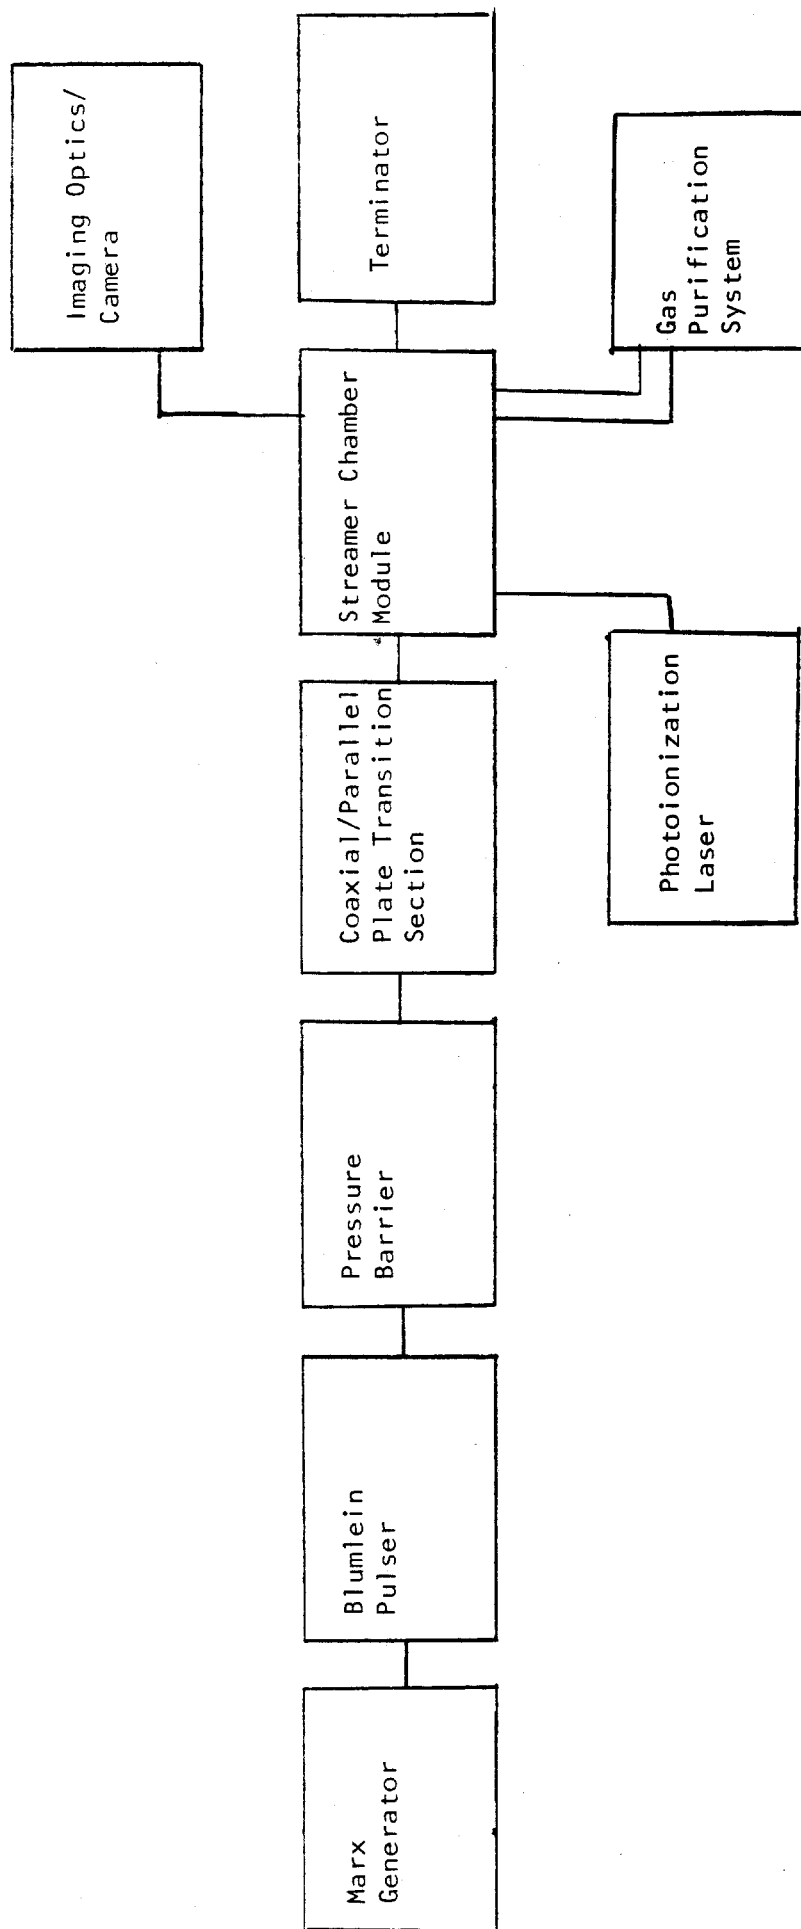 Marx
Generator
Blumlein
Pulser
Pressure
Barrier
Coaxial/Parallel
Plate Transition
Section
Streamer Chamber
Module
Terminator
Imaging Optics/
Camera
Photoionization
Laser
Gas
Purification
System